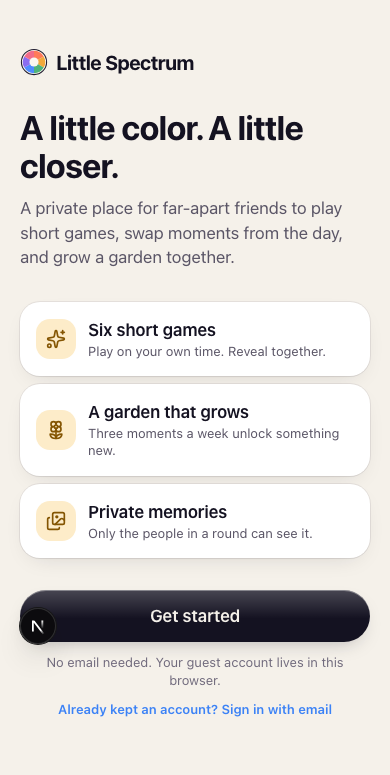 Little Spectrum
A little color. A little
closer.
A private place for far-apart friends to play
short games, swap moments from the day,
and grow a garden together.
Six short games
Play on your own time. Reveal together.
A garden that grows
Three moments a week unlock something
new.
Private memories
Only the people in a round can see it.
Get started
N
No email needed. Your guest account lives in this
browser.
Already kept an account? Sign in with email